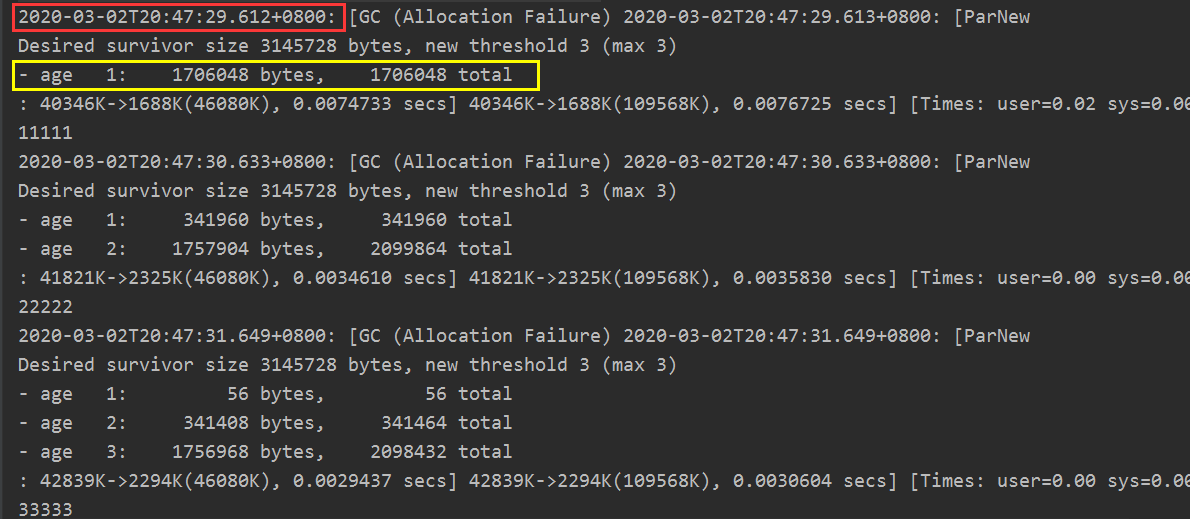 2020-03-02T20:47:29.612+0800: [GC (Allocation Failure) 2020-03-02T20:47:29.613+0800: [ParNew
Desired survivor size 3145728 bytes, new threshold 3 (max 3)
- age   1:    1706048 bytes,    1706048 total
: 40346K->1688K(46080K), 0.0074733 secs] 40346K->1688K(109568K), 0.0076725 secs] [Times: user=0.02 sys=0.00
11111
2020-03-02T20:47:30.633+0800: [GC (Allocation Failure) 2020-03-02T20:47:30.633+0800: [ParNew
Desired survivor size 3145728 bytes, new threshold 3 (max 3)
- age   1:     341960 bytes,     341960 total
- age   2:    1757904 bytes,    2099864 total
: 41821K->2325K(46080K), 0.0034610 secs] 41821K->2325K(109568K), 0.0035830 secs] [Times: user=0.00 sys=0.00
22222
2020-03-02T20:47:31.649+0800: [GC (Allocation Failure) 2020-03-02T20:47:31.649+0800: [ParNew
Desired survivor size 3145728 bytes, new threshold 3 (max 3)
- age   1:         56 bytes,         56 total
- age   2:     341408 bytes,     341464 total
- age   3:    1756968 bytes,    2098432 total
: 42839K->2294K(46080K), 0.0029437 secs] 42839K->2294K(109568K), 0.0030604 secs] [Times: user=0.00 sys=0.00
33333